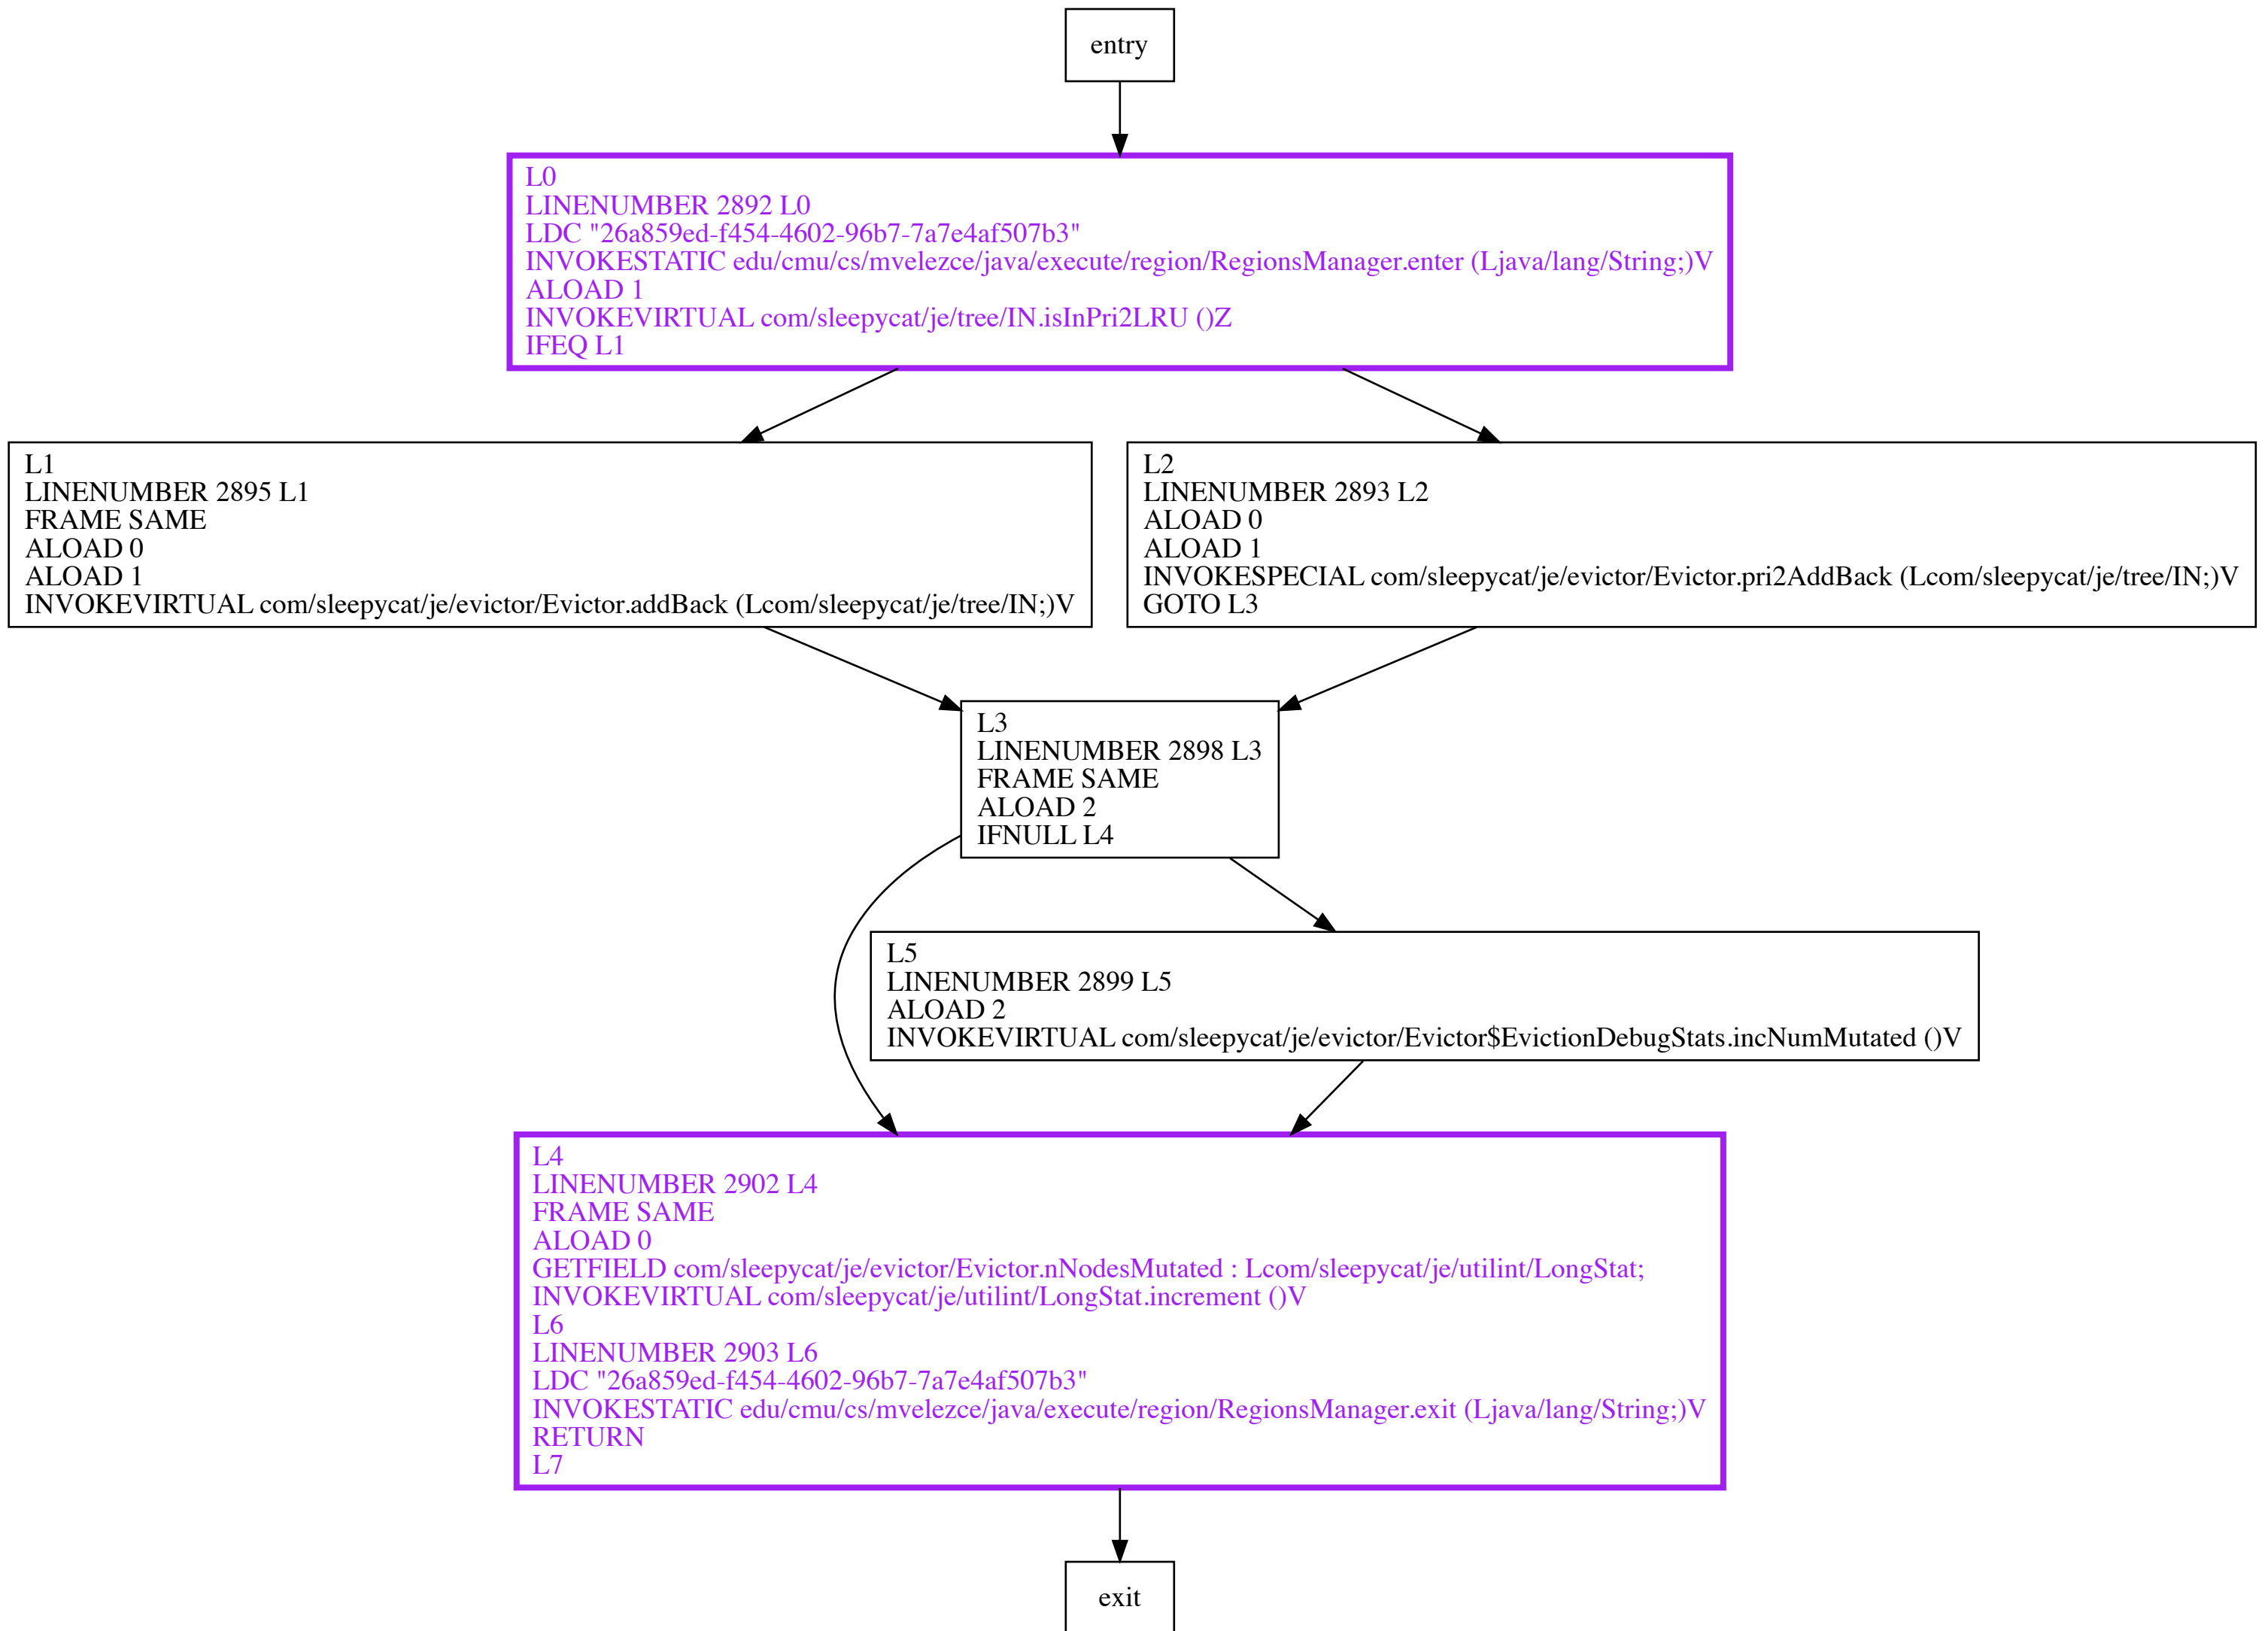 entry
L0
LINENUMBER 2892 L0
LDC "26a859ed-f454-4602-96b7-7a7e4af507b3"
INVOKESTATIC edu/cmu/cs/mvelezce/java/execute/region/RegionsManager.enter (Ljava/lang/String;)V
ALOAD 1
INVOKEVIRTUAL com/sleepycat/je/tree/IN.isInPri2LRU ()Z
IFEQ L1
L1
LINENUMBER 2895 L1
FRAME SAME
ALOAD 0
ALOAD 1
INVOKEVIRTUAL com/sleepycat/je/evictor/Evictor.addBack (Lcom/sleepycat/je/tree/IN;)V
L2
LINENUMBER 2893 L2
ALOAD 0
ALOAD 1
INVOKESPECIAL com/sleepycat/je/evictor/Evictor.pri2AddBack (Lcom/sleepycat/je/tree/IN;)V
GOTO L3
L3
LINENUMBER 2898 L3
FRAME SAME
ALOAD 2
IFNULL L4
L5
LINENUMBER 2899 L5
ALOAD 2
INVOKEVIRTUAL com/sleepycat/je/evictor/Evictor$EvictionDebugStats.incNumMutated ()V
L4
LINENUMBER 2902 L4
FRAME SAME
ALOAD 0
GETFIELD com/sleepycat/je/evictor/Evictor.nNodesMutated : Lcom/sleepycat/je/utilint/LongStat;
INVOKEVIRTUAL com/sleepycat/je/utilint/LongStat.increment ()V
L6
LINENUMBER 2903 L6
LDC "26a859ed-f454-4602-96b7-7a7e4af507b3"
INVOKESTATIC edu/cmu/cs/mvelezce/java/execute/region/RegionsManager.exit (Ljava/lang/String;)V
RETURN
L7
exit